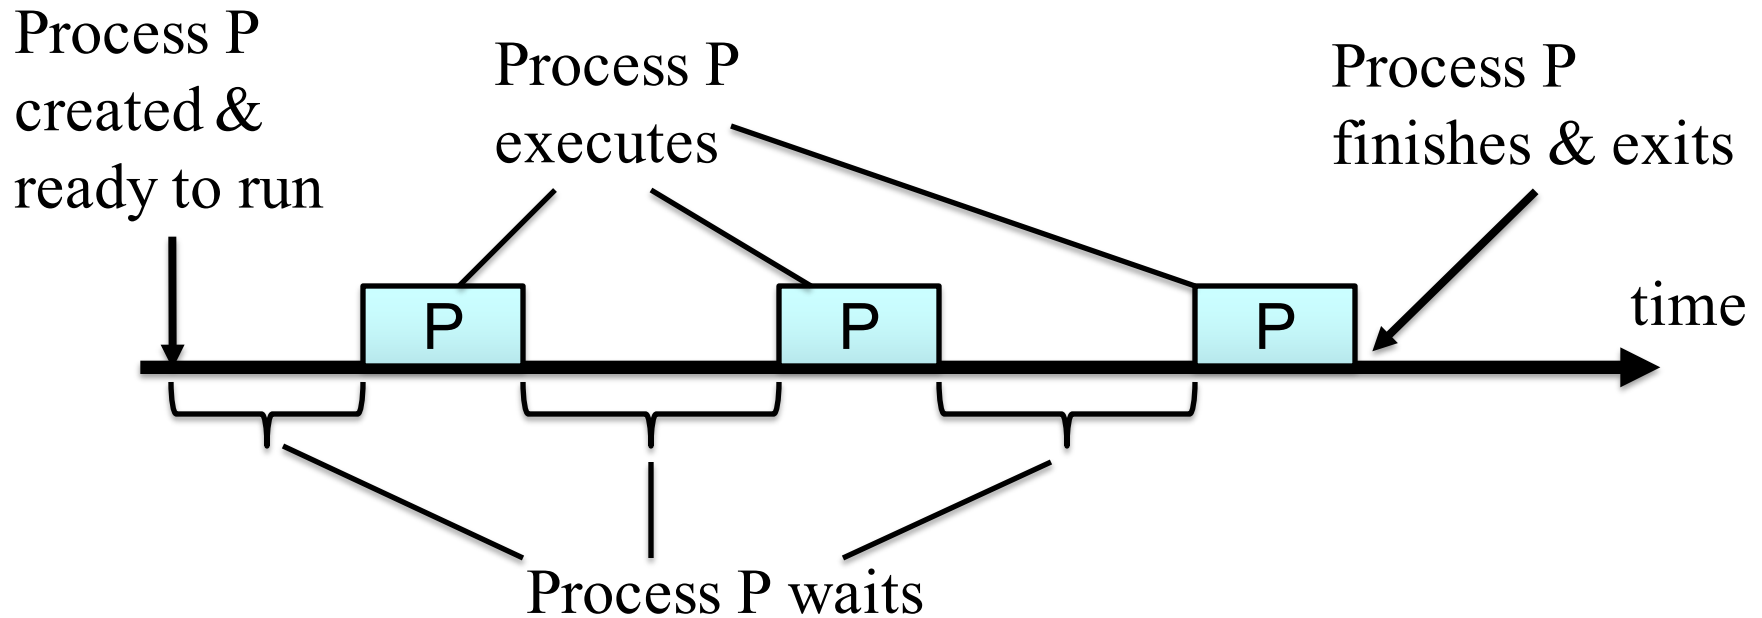 Process P
created &
ready to run
Process P
executes
Process P
finishes & exits
time
P
P
P
Process P waits